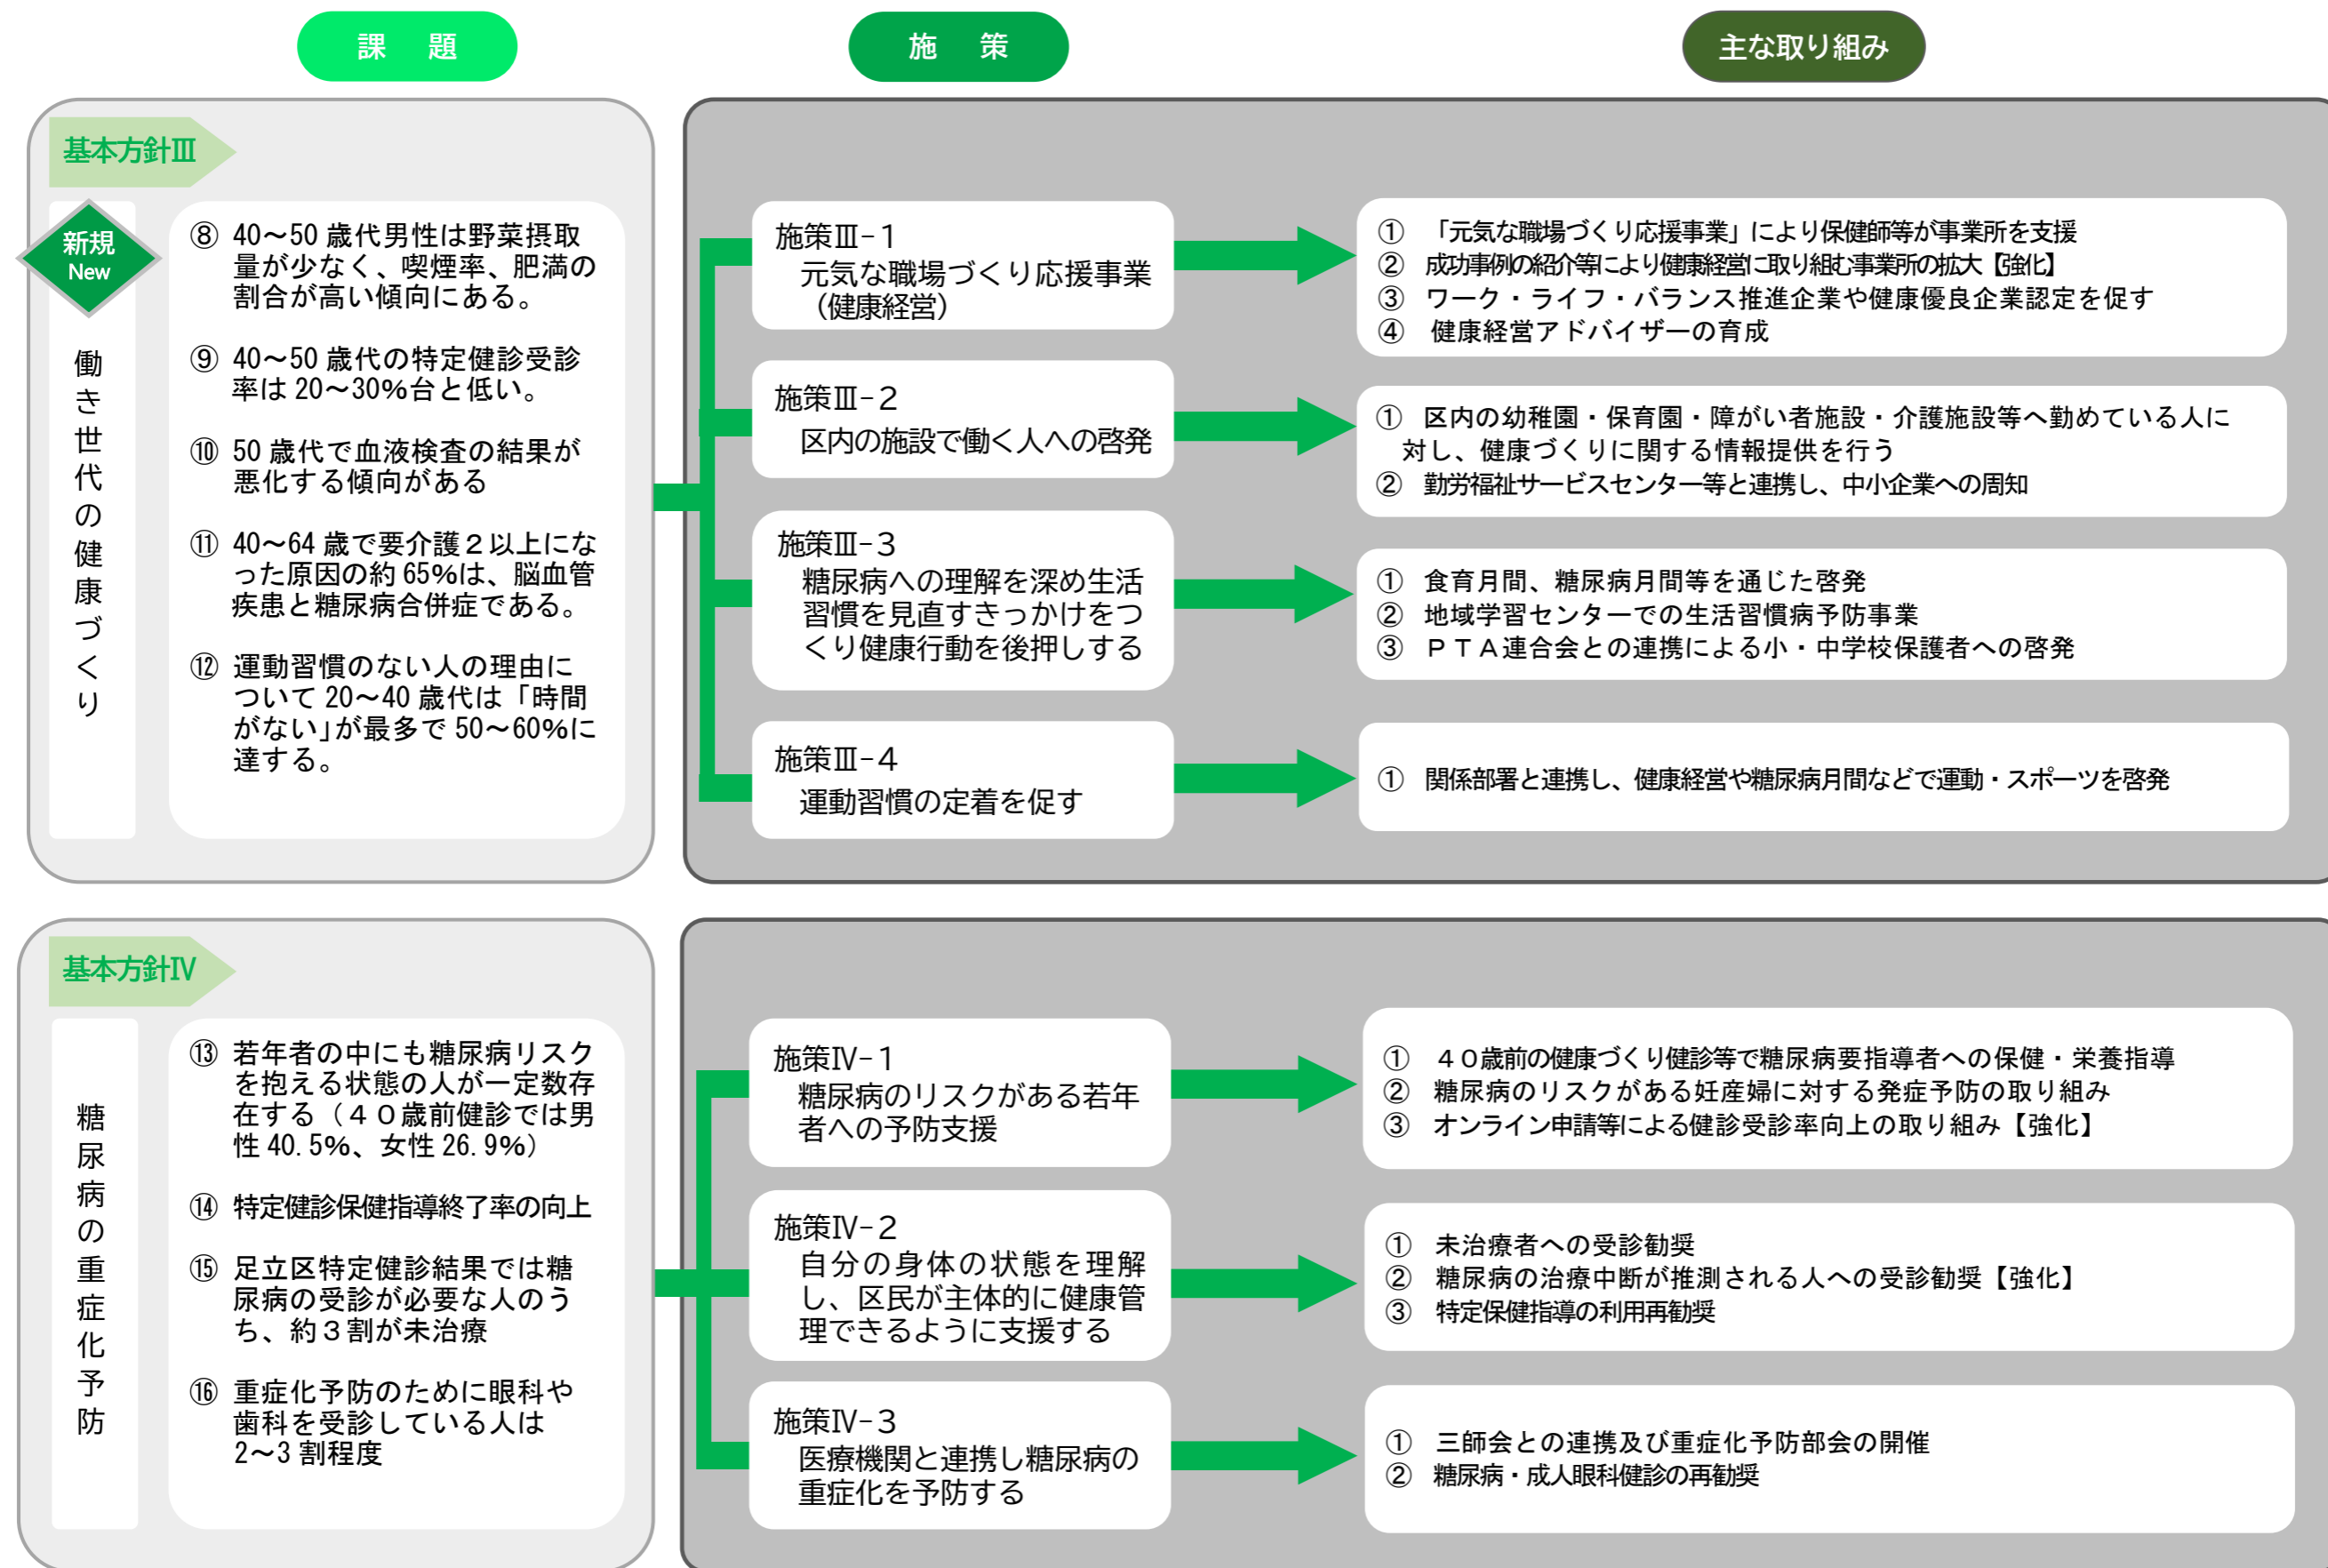 課　題
施　策
主な取り組み
基本方針Ⅲ
新規
New
働き世代の健康づくり
⑧ 40～50 歳代男性は野菜摂取
量が少なく、喫煙率、肥満の
割合が高い傾向にある。
⑨ 40～50 歳代の特定健診受診
率は 20～30%台と低い。
⑩ 50 歳代で血液検査の結果が
悪化する傾向がある
⑪ 40～64 歳で要介護２以上にな
った原因の約 65%は、脳血管
疾患と糖尿病合併症である。
⑫ 運動習慣のない人の理由に
ついて 20～40 歳代は「時間
がない」が最多で 50～60%に
達する。
施策Ⅲ-１
元気な職場づくり応援事業
（健康経営）
① 「元気な職場づくり応援事業」により保健師等が事業所を支援
② 成功事例の紹介等により健康経営に取り組む事業所の拡大【強化】
③ ワーク・ライフ・バランス推進企業や健康優良企業認定を促す
④ 健康経営アドバイザーの育成
施策Ⅲ-２
区内の施設で働く人への啓発
① 区内の幼稚園・保育園・障がい者施設・介護施設等へ勤めている人に
対し、健康づくりに関する情報提供を行う
② 勤労福祉サービスセンター等と連携し、中小企業への周知
施策Ⅲ-３
糖尿病への理解を深め生活
習慣を見直すきっかけをつ
くり健康行動を後押しする
① 食育月間、糖尿病月間等を通じた啓発
② 地域学習センターでの生活習慣病予防事業
③ ＰＴＡ連合会との連携による小・中学校保護者への啓発
施策Ⅲ-４
運動習慣の定着を促す
① 関係部署と連携し、健康経営や糖尿病月間などで運動・スポーツを啓発
基本方針Ⅳ
糖尿病の重症化予防
⑬ 若年者の中にも糖尿病リスク
を抱える状態の人が一定数存
在する（４０歳前健診では男
性 40.5%、女性 26.9%）
⑭ 特定健診保健指導終了率の向上
⑮ 足立区特定健診結果では糖
尿病の受診が必要な人のう
ち、約３割が未治療
⑯ 重症化予防のために眼科や
歯科を受診している人は
2～3 割程度
施策Ⅳ-１
糖尿病のリスクがある若年
者への予防支援
① ４０歳前の健康づくり健診等で糖尿病要指導者への保健・栄養指導
② 糖尿病のリスクがある妊産婦に対する発症予防の取り組み
③ オンライン申請等による健診受診率向上の取り組み【強化】
施策Ⅳ-２
自分の身体の状態を理解
し、区民が主体的に健康管
理できるように支援する
① 未治療者への受診勧奨
② 糖尿病の治療中断が推測される人への受診勧奨【強化】
③ 特定保健指導の利用再勧奨
施策Ⅳ-３
医療機関と連携し糖尿病の
重症化を予防する
① 三師会との連携及び重症化予防部会の開催
② 糖尿病・成人眼科健診の再勧奨